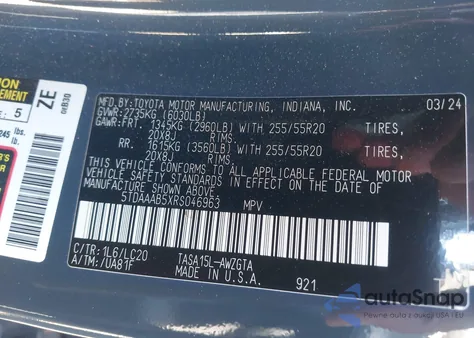 MFD.BY:TOYOTA MOTOR MANUFACTURING, INDIANA, INC. 03/24
GVWR:2735KG (6030LB)
GAWR:FRT. 1345KG (2960LB) WITH 255/55R20 TIRES,
20X8J RIMS.
RR. 1615KG (3560LB) WITH 255/55R20 TIRES,
20X8J RIMS.
THIS VEHICLE CONFORMS TO ALL APPLICABLE FEDERAL MOTOR
VEHICLE SAFETY STANDARDS IN EFFECT ON THE DATE OF
MANUFACTURE SHOWN ABOVE.
5TDAAAB5XRS046963 MPV
C/TR:1L6/LC20 TASA15L-AWZGTA
A/TM:/UA81F MADE IN U.S.A. 921
ZE
5
245 lbs.
autoSnap